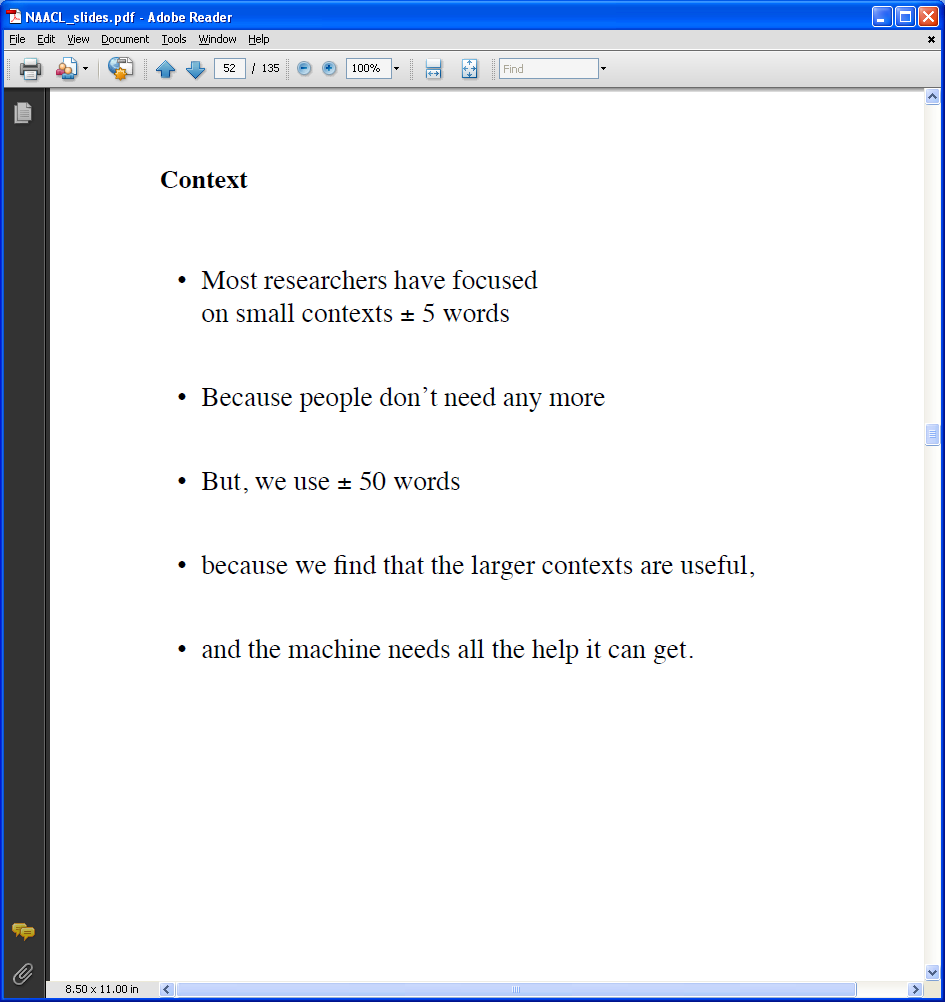 NAACL_slides.pdf - Adobe Reader
File Edit View Document Tools Window Help
52 / 135 100% Find
Context
• Most researchers have focused
on small contexts ± 5 words
• Because people don’t need any more
• But, we use ± 50 words
• because we find that the larger contexts are useful,
• and the machine needs all the help it can get.
8.50 x 11.00 in